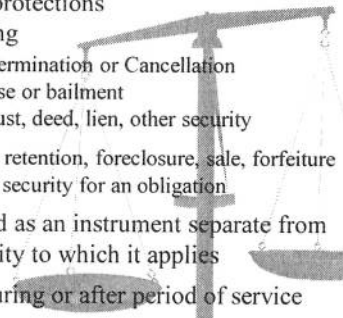 protections
ng
ermination or Cancellation
se or bailment
ust, deed, lien, other security
retention, foreclosure, sale, forfeiture
security for an obligation
d as an instrument separate from
ity to which it applies
uring or after period of service